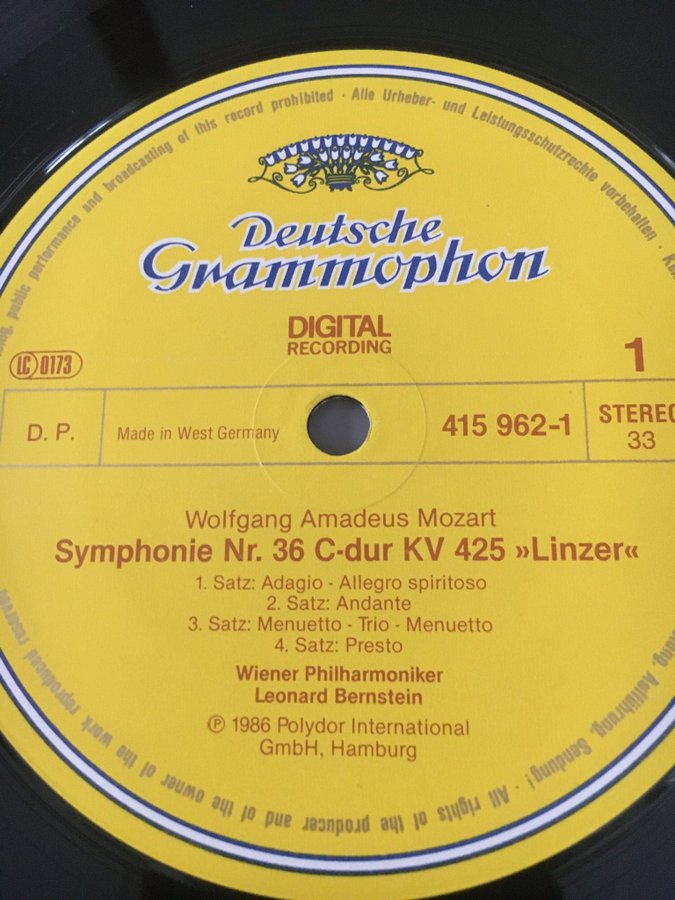 public performance and broadcasting of this record prohibited · Alle Urheber- und Leistungsschutzrechte vorbehalten ·
Deutsche
Grammophon
DIGITAL
RECORDING
1
LC 0173
D. P.
Made in West Germany
415 962-1
STEREO
33
Wolfgang Amadeus Mozart
Symphonie Nr. 36 C-dur KV 425 »Linzer«
1. Satz: Adagio - Allegro spiritoso
2. Satz: Andante
3. Satz: Menuetto - Trio - Menuetto
4. Satz: Presto
Wiener Philharmoniker
Leonard Bernstein
℗ 1986 Polydor International
GmbH, Hamburg
Aufführung, Sendung! · All rights of the producer and of the owner of the work reproduced reserved